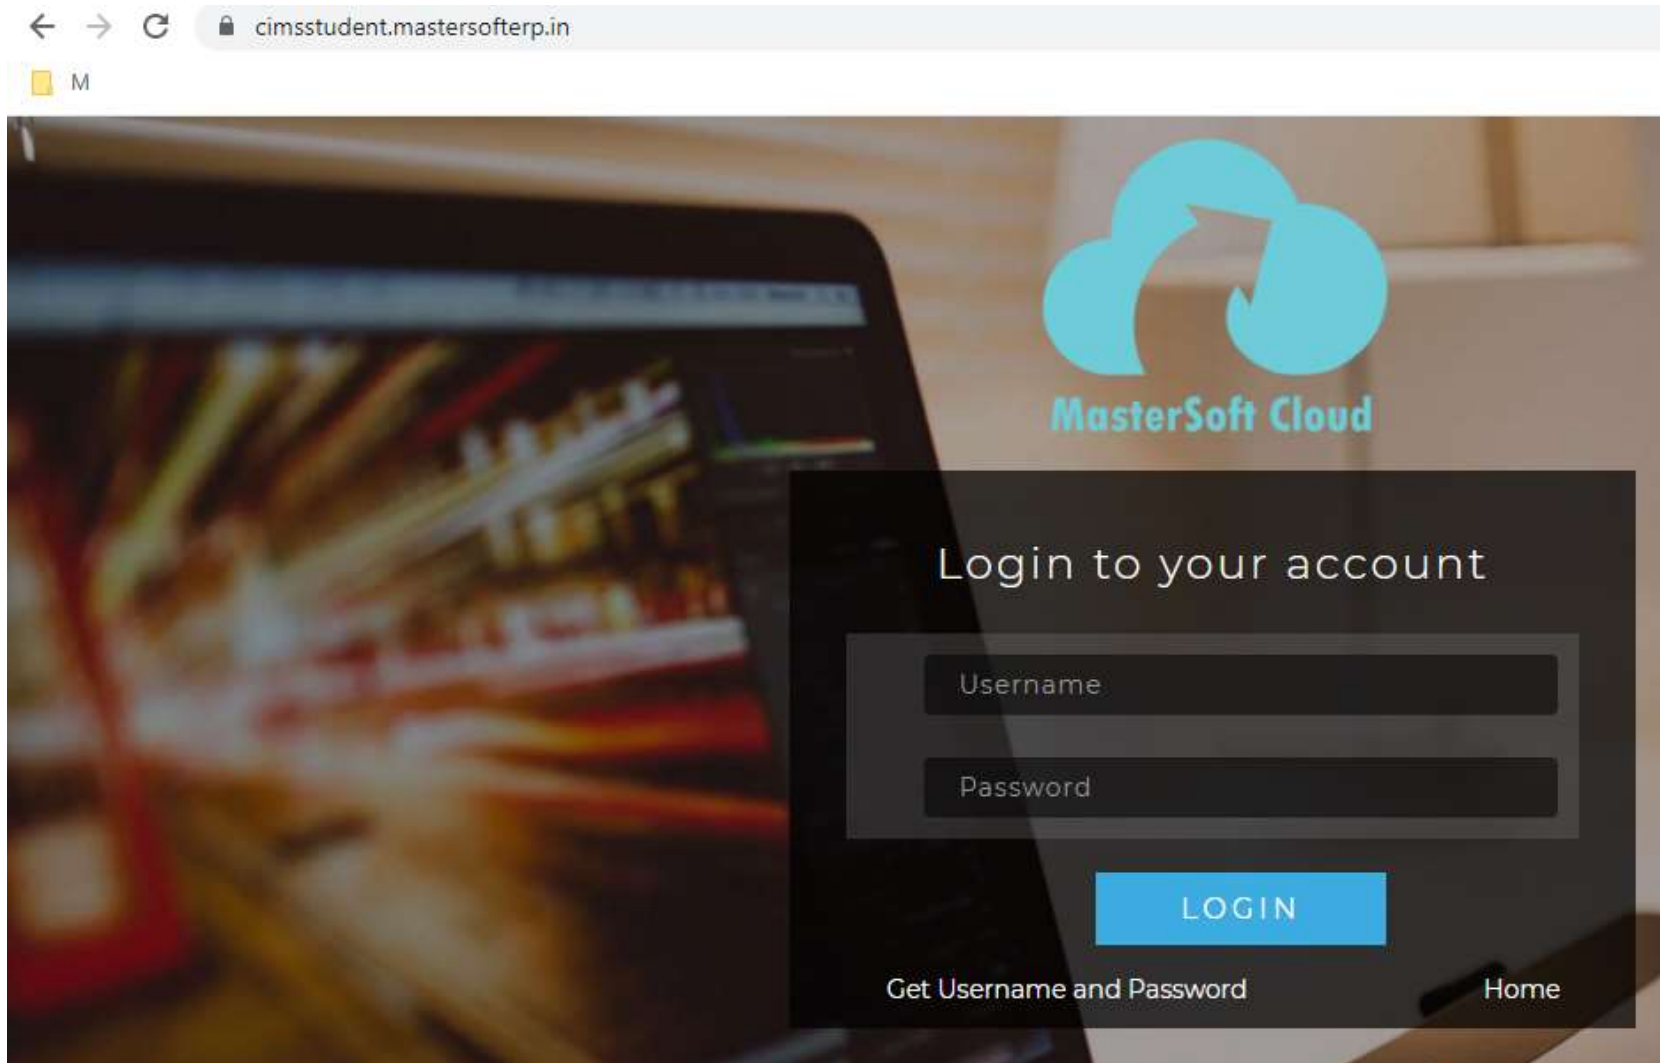 cimsstudent.mastersofterp.in
M
MasterSoft Cloud
Login to your account
Username
Password
LOGIN
Get Username and Password Home